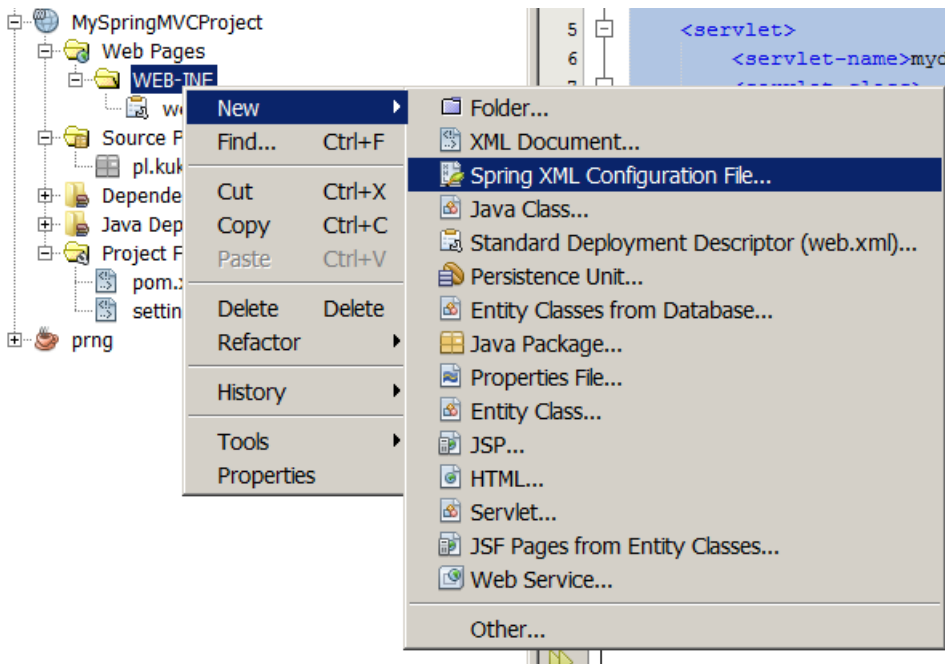 MySpringMVCProject
Web Pages
WEB-INF
Source P
pl.kuk
Depende
Java Dep
Project F
pom.x
settin
prng
5 <servlet>
6 <servlet-name>myd
<servlet-class>
New
Find... Ctrl+F
Cut Ctrl+X
Copy Ctrl+C
Paste Ctrl+V
Delete Delete
Refactor
History
Tools
Properties
Folder...
XML Document...
Spring XML Configuration File...
Java Class...
Standard Deployment Descriptor (web.xml)...
Persistence Unit...
Entity Classes from Database...
Java Package...
Properties File...
Entity Class...
JSP...
HTML...
Servlet...
JSF Pages from Entity Classes...
Web Service...
Other...